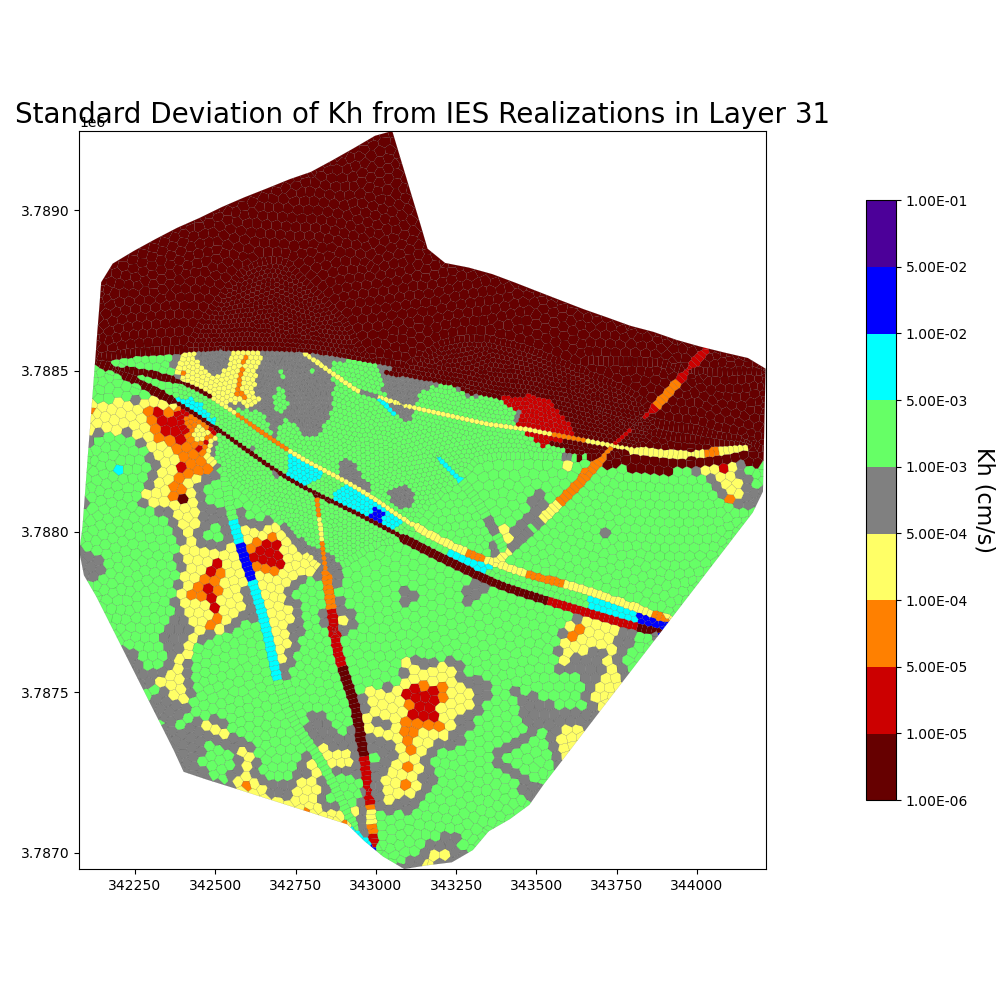 Standard Deviation of Kh from IES Realizations in Layer 31
1e6
3.7890
3.7885
3.7880
3.7875
3.7870
342250 342500 342750 343000 343250 343500 343750 344000
1.00E-01
5.00E-02
1.00E-02
5.00E-03
1.00E-03
5.00E-04
1.00E-04
5.00E-05
1.00E-05
1.00E-06
Kh (cm/s)